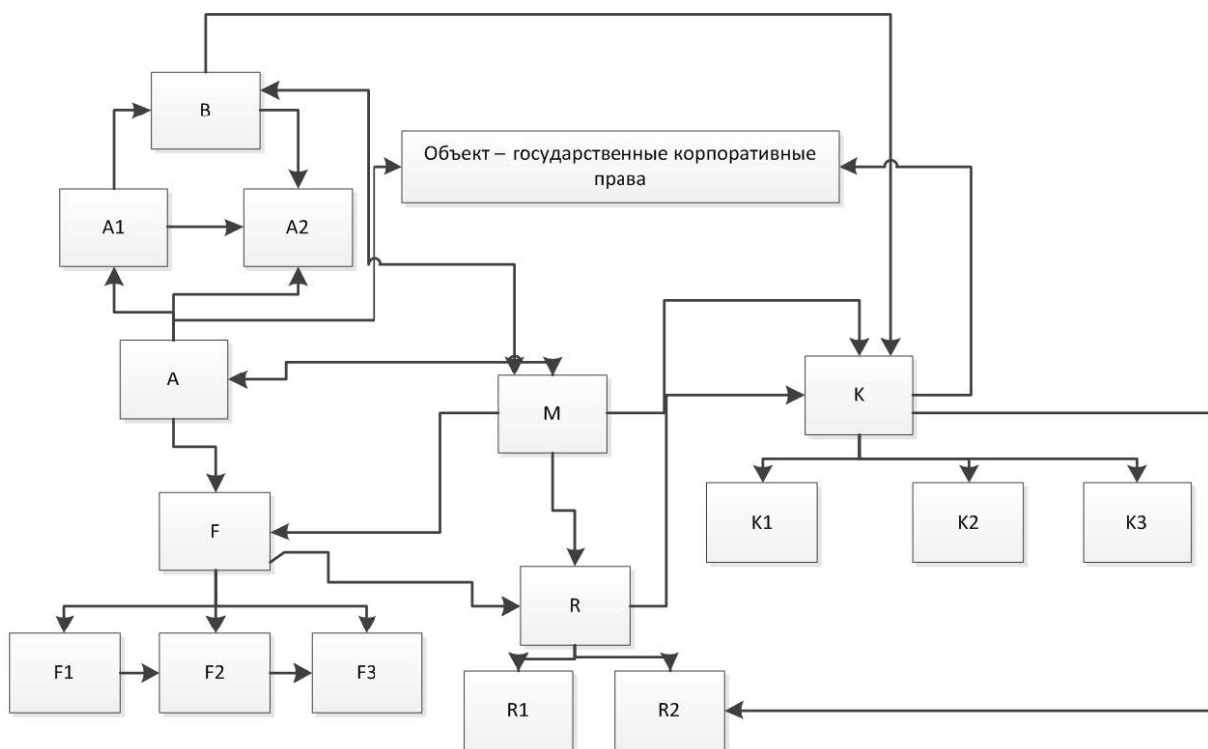 B
Объект – государственные корпоративные
права
A1
A2
A
M
K
K1
K2
K3
F
R
F1
F2
F3
R1
R2